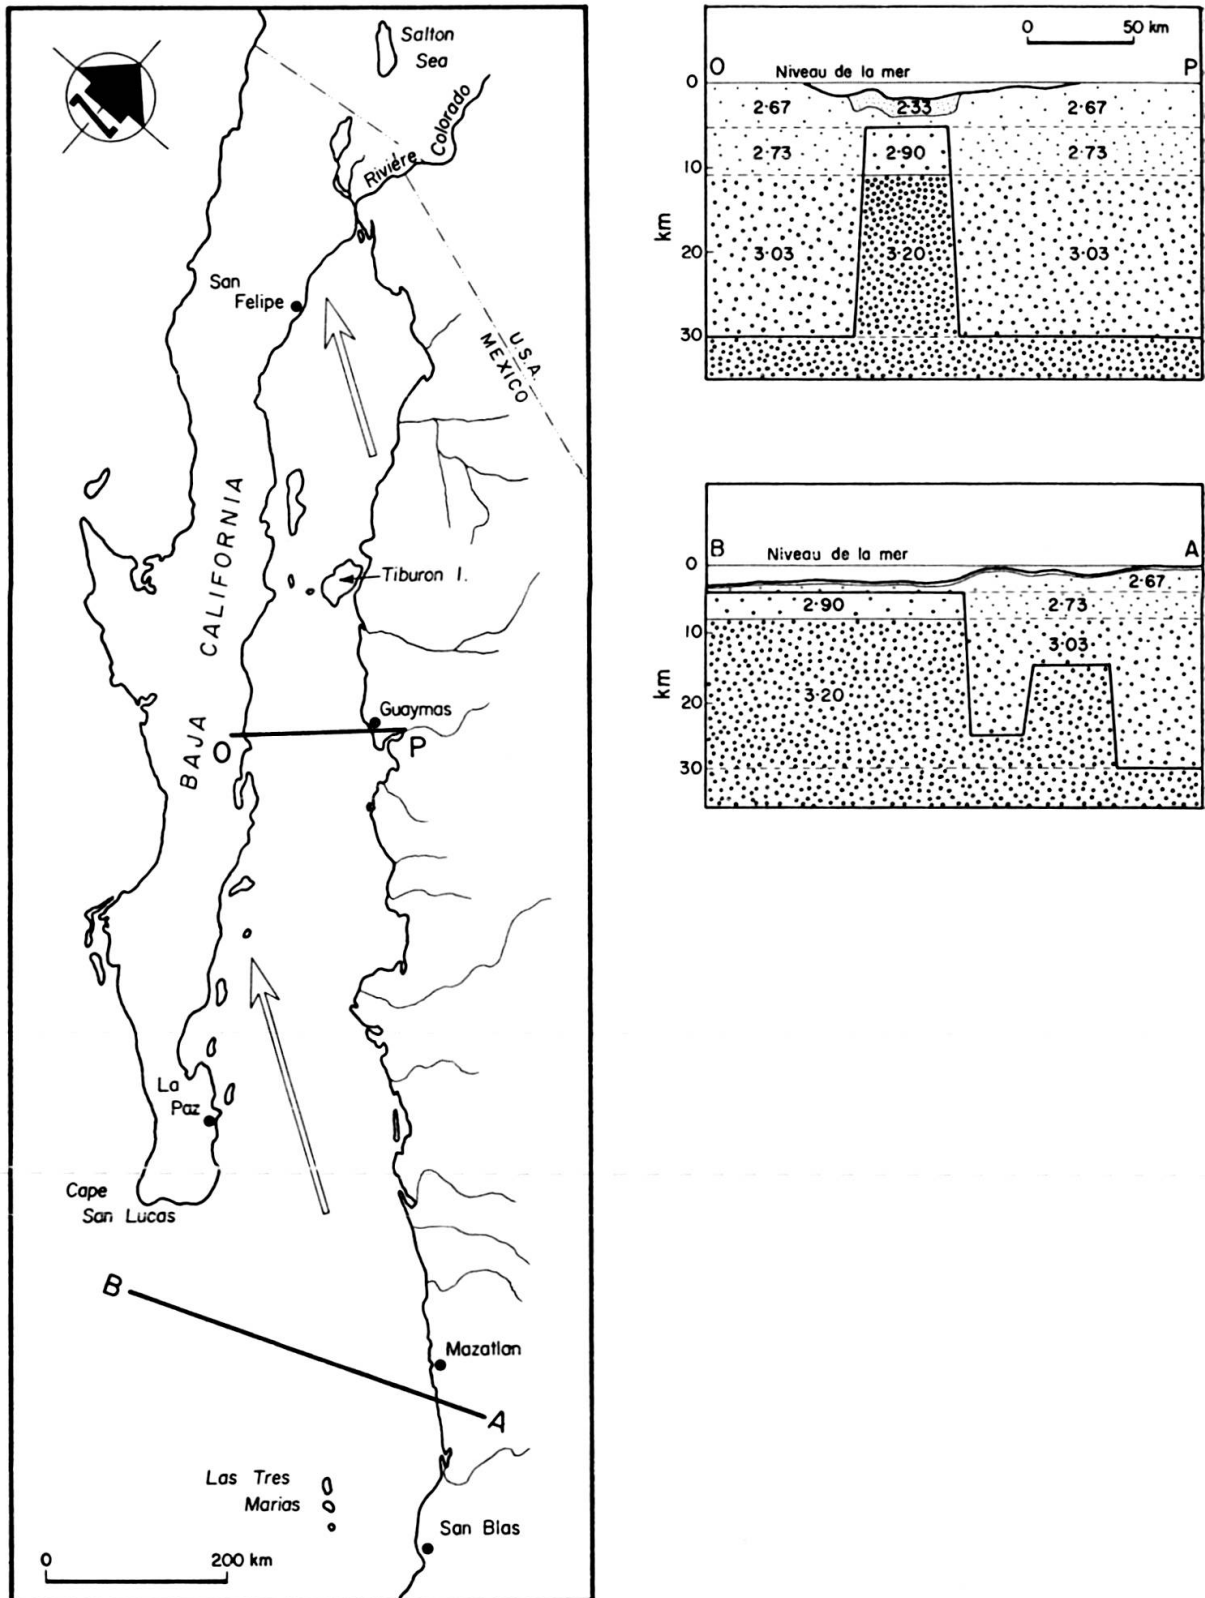 Salton
Sea
Rivière Colorado
San
Felipe
U.S.A.
MEXICO
BAJA CALIFORNIA
Tiburon I.
Guaymas
O
P
La
Paz
Cape
San Lucas
B
Mazatlan
A
Las Tres
Marias
San Blas
0 200 km
0 50 km
O Niveau de la mer P
0
2·67 2·33 2·67
2·73 2·90 2·73
10
km
20
3·03 3·20 3·03
30
B Niveau de la mer A
0
2·67
2·90 2·73
10
3·03
km
3·20
20
30